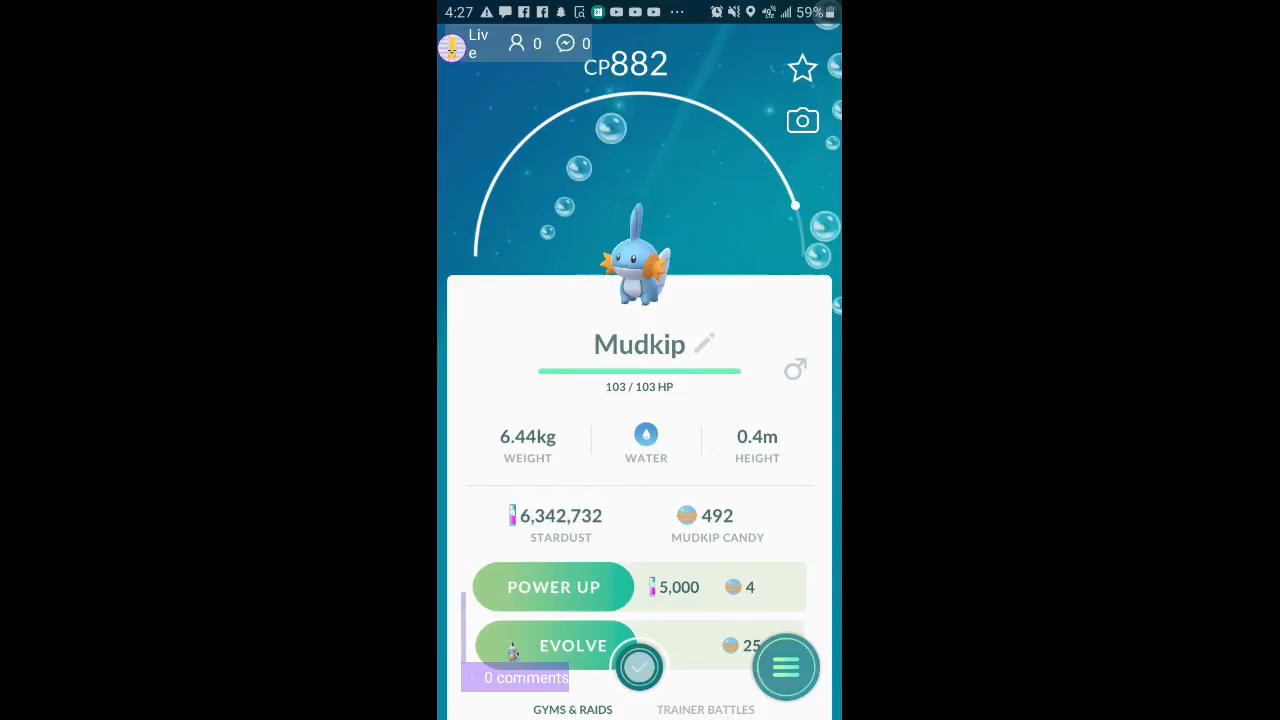 4:27 59%
Liv
e
0 0
CP882
Mudkip
103 / 103 HP
6.44kg 0.4m
WEIGHT WATER HEIGHT
6,342,732 492
STARDUST MUDKIP CANDY
POWER UP 5,000 4
EVOLVE 25
0 comments
GYMS & RAIDS TRAINER BATTLES